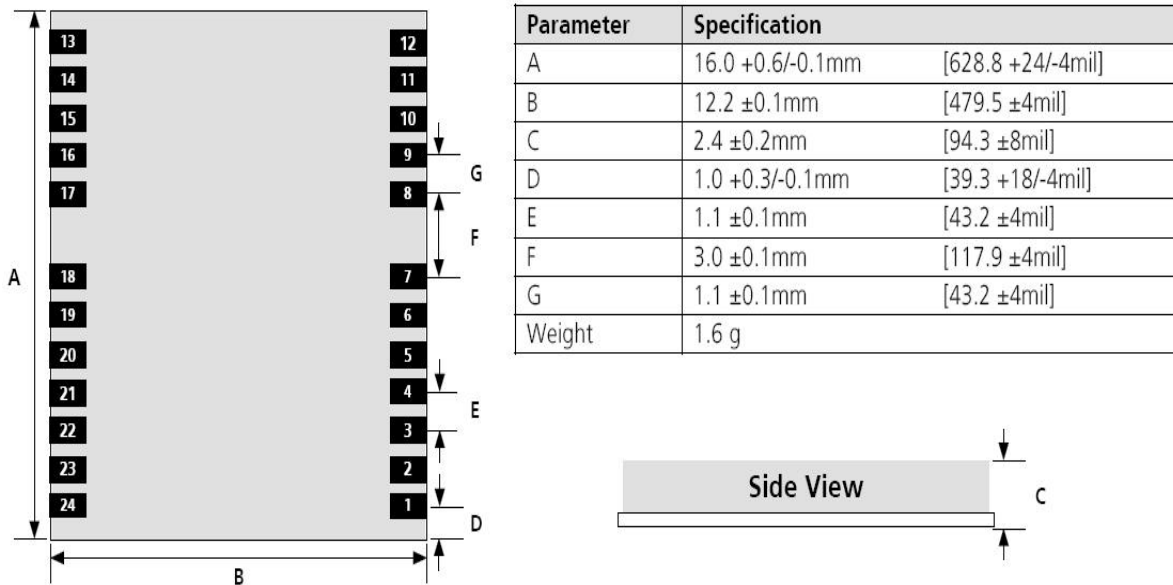 13 12
14 11
15 10
16 9
G
17 8
F
A
18 7
19 6
20 5
21 4
E
22 3
23 2
24 1
D
B
Parameter Specification
A 16.0 +0.6/-0.1mm [628.8 +24/-4mil]
B 12.2 ±0.1mm [479.5 ±4mil]
C 2.4 ±0.2mm [94.3 ±8mil]
D 1.0 +0.3/-0.1mm [39.3 +18/-4mil]
E 1.1 ±0.1mm [43.2 ±4mil]
F 3.0 ±0.1mm [117.9 ±4mil]
G 1.1 ±0.1mm [43.2 ±4mil]
Weight 1.6 g
Side View
C